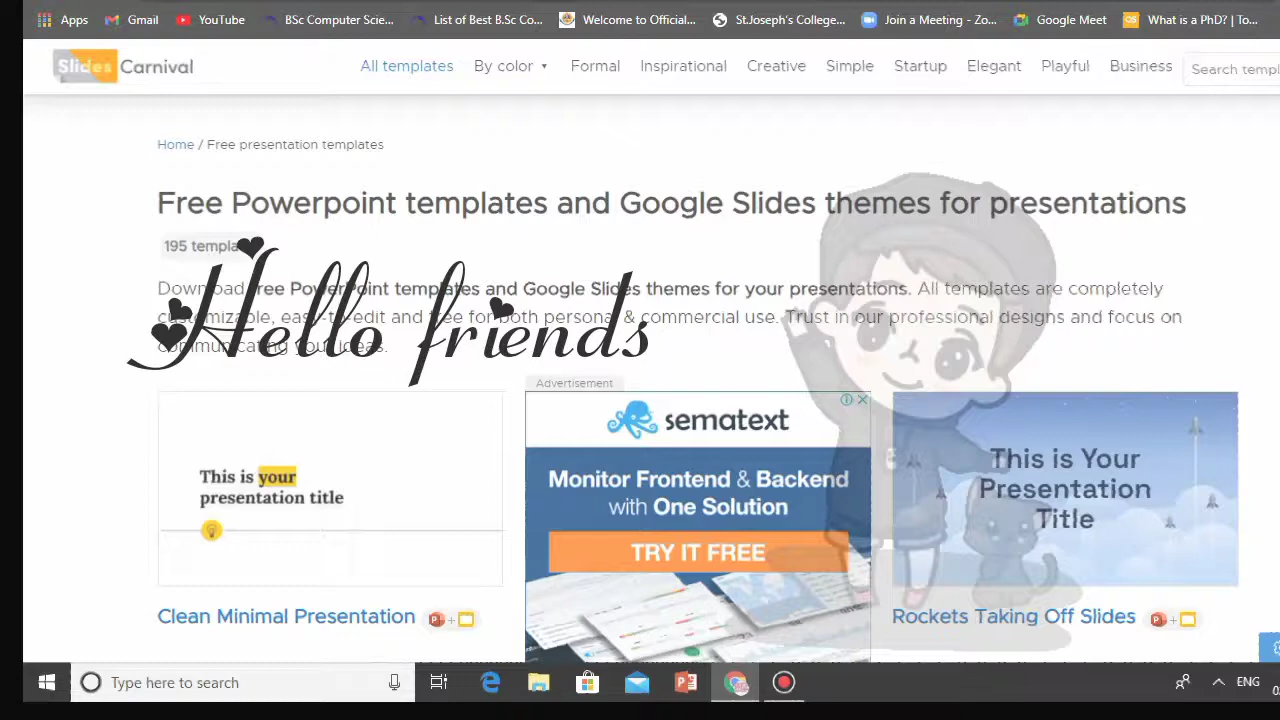 Apps Gmail YouTube BSc Computer Scie... List of Best B.Sc Co... Welcome to Official... St.Joseph's College... Join a Meeting - Zo... Google Meet What is a PhD? | To...
Slides Carnival All templates By color Formal Inspirational Creative Simple Startup Elegant Playful Business Search templ
Home / Free presentation templates
Free Powerpoint templates and Google Slides themes for presentations
195 templa
Hello friends
Download free PowerPoint templates and Google Slides themes for your presentations. All templates are completely
customizable, easy-to-edit and free for both personal & commercial use. Trust in our professional designs and focus on
communicating your ideas.
Advertisement
sematext
This is your
presentation title
Monitor Frontend & Backend
with One Solution
TRY IT FREE
This is Your
Presentation
Title
Clean Minimal Presentation P + Rockets Taking Off Slides P +
Type here to search ENG